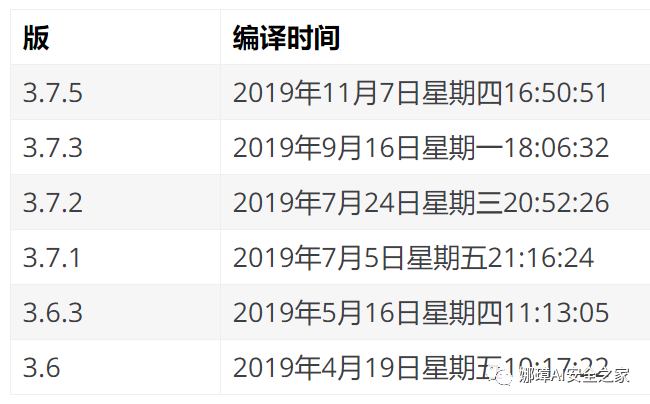 版 编译时间
3.7.5 2019年11月7日星期四16:50:51
3.7.3 2019年9月16日星期一18:06:32
3.7.2 2019年7月24日星期三20:52:26
3.7.1 2019年7月5日星期五21:16:24
3.6.3 2019年5月16日星期四11:13:05
3.6 2019年4月19日星期五10:17:22
娜璋AI安全之家